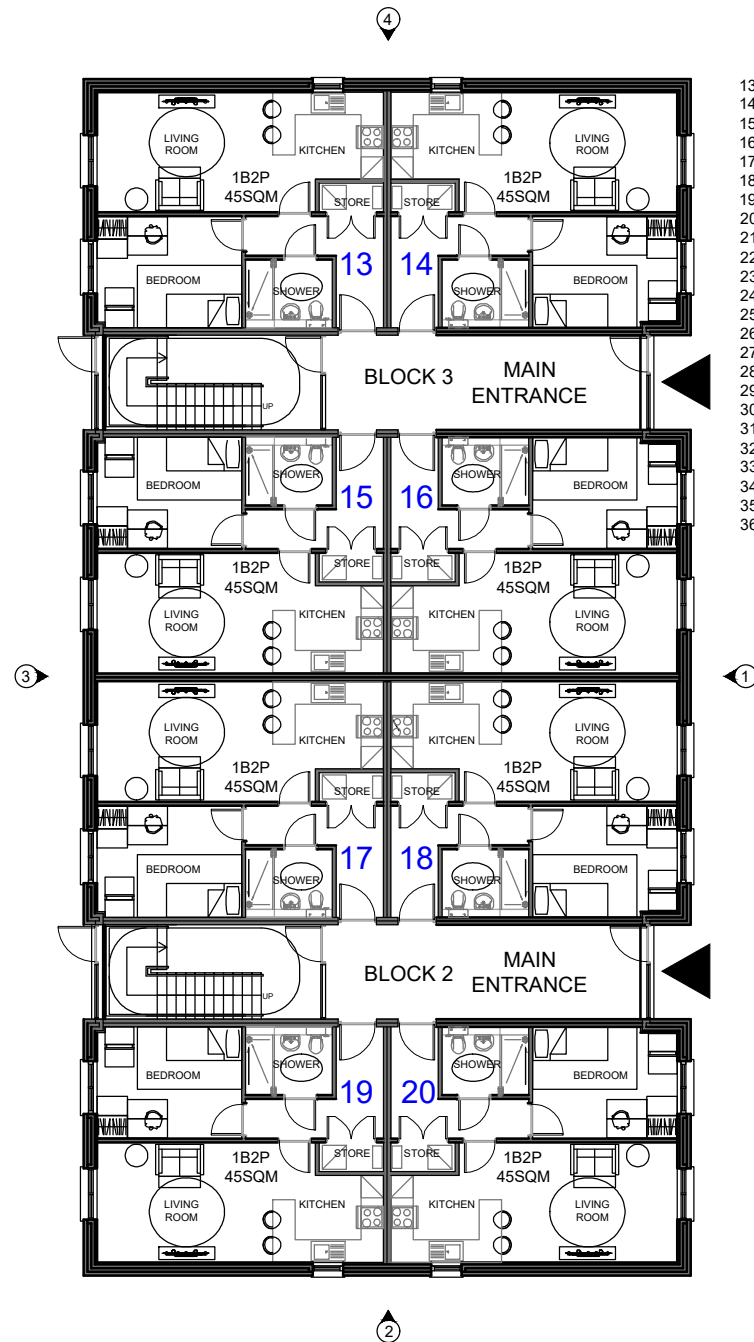 4
13
14
15
16
17
18
19
20
21
22
23
24
25
26
27
28
29
30
31
32
33
34
35
36
LIVING
ROOM
KITCHEN
1B2P
45SQM
STORE
BEDROOM
SHOWER
13
KITCHEN
LIVING
ROOM
1B2P
45SQM
STORE
14
SHOWER
BEDROOM
UP
BLOCK 3
MAIN
ENTRANCE
BEDROOM
SHOWER
15
1B2P
45SQM
STORE
LIVING
ROOM
KITCHEN
16
SHOWER
BEDROOM
STORE
1B2P
45SQM
KITCHEN
LIVING
ROOM
3
1
LIVING
ROOM
KITCHEN
1B2P
45SQM
STORE
BEDROOM
SHOWER
17
KITCHEN
LIVING
ROOM
1B2P
45SQM
STORE
18
SHOWER
BEDROOM
UP
BLOCK 2
MAIN
ENTRANCE
BEDROOM
SHOWER
19
1B2P
45SQM
STORE
LIVING
ROOM
KITCHEN
20
SHOWER
BEDROOM
STORE
1B2P
45SQM
KITCHEN
LIVING
ROOM
2